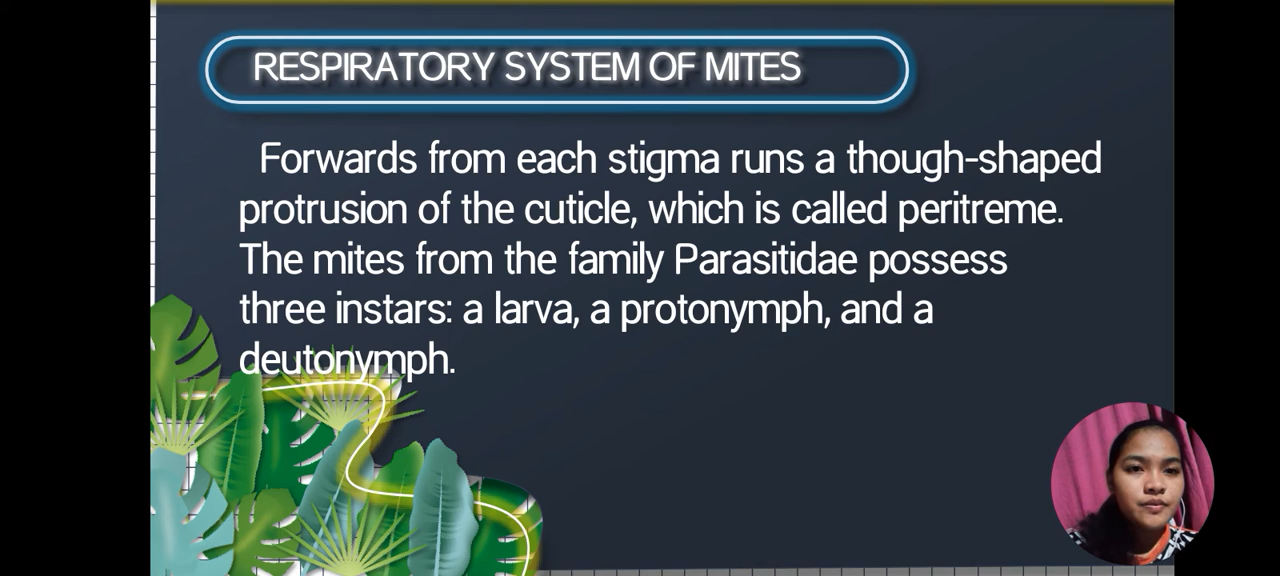 RESPIRATORY SYSTEM OF MITES
Forwards from each stigma runs a though-shaped
protrusion of the cuticle, which is called peritreme.
The mites from the family Parasitidae possess
three instars: a larva, a protonymph, and a
deutonymph.